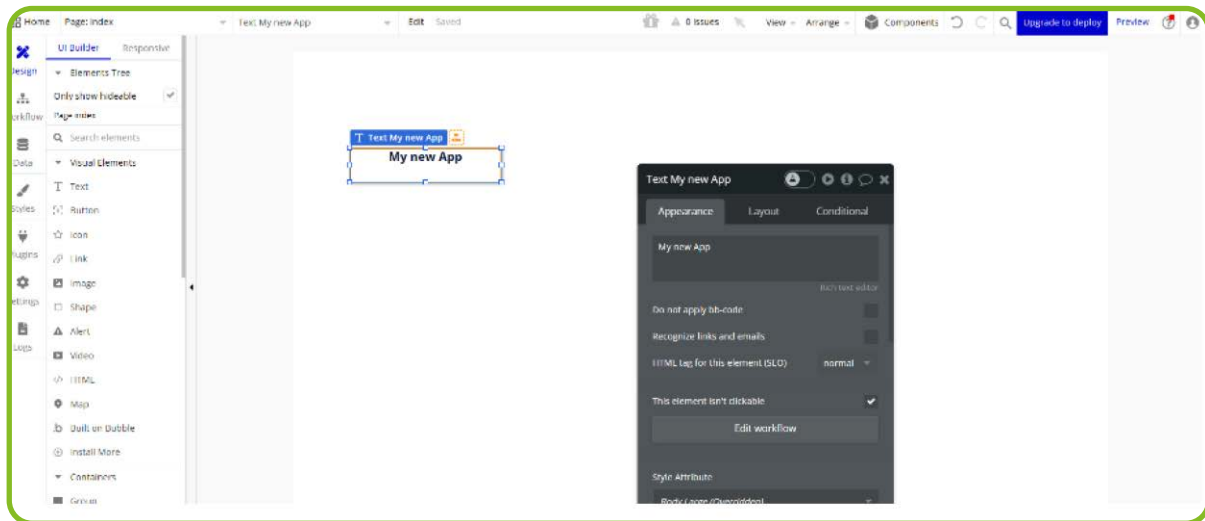 Home Page: Index Text My new App Edit Saved 0 issues View Arrange Components Upgrade to deploy Preview
UI Builder Responsive
Design
Elements Tree
Only show hideable
Workflow
Page index
Search elements
Data
Visual Elements
Text
Styles
Button
Icon
Plugins
Link
Image
Settings
Shape
Alert
Logs
Video
HTML
Map
Built on Bubble
Install More
Containers
Group
Text My new App
My new App
Text My new App
Appearance Layout Conditional
My new App
Rich text editor
Do not apply bb-code
Recognize links and emails
HTML tag for this element (SEO) normal
This element isn't clickable
Edit workflow
Style Attribute
Body Large (Overridden)